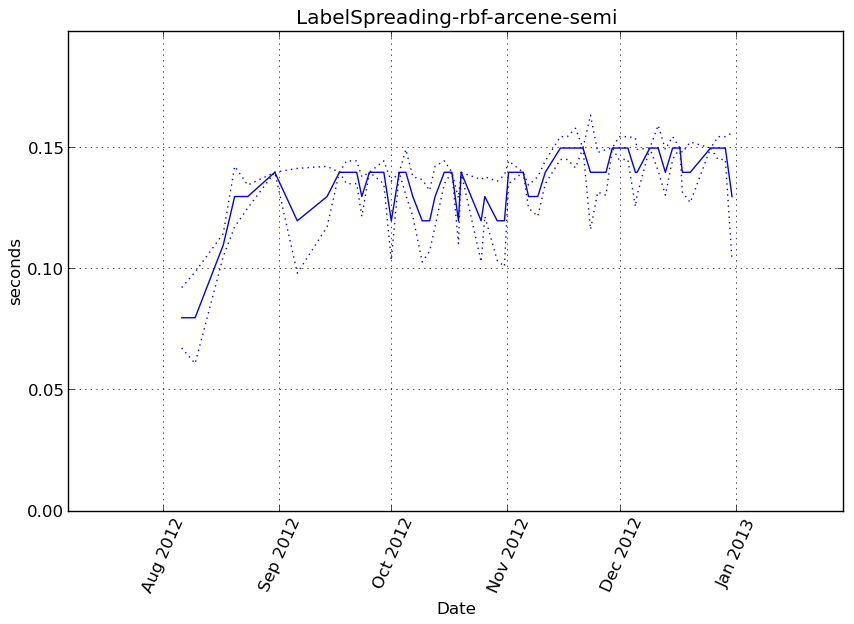 LabelSpreading-rbf-arcene-semi
seconds
0.15
0.10
0.05
0.00
Aug 2012
Sep 2012
Oct 2012
Nov 2012
Dec 2012
Jan 2013
Date